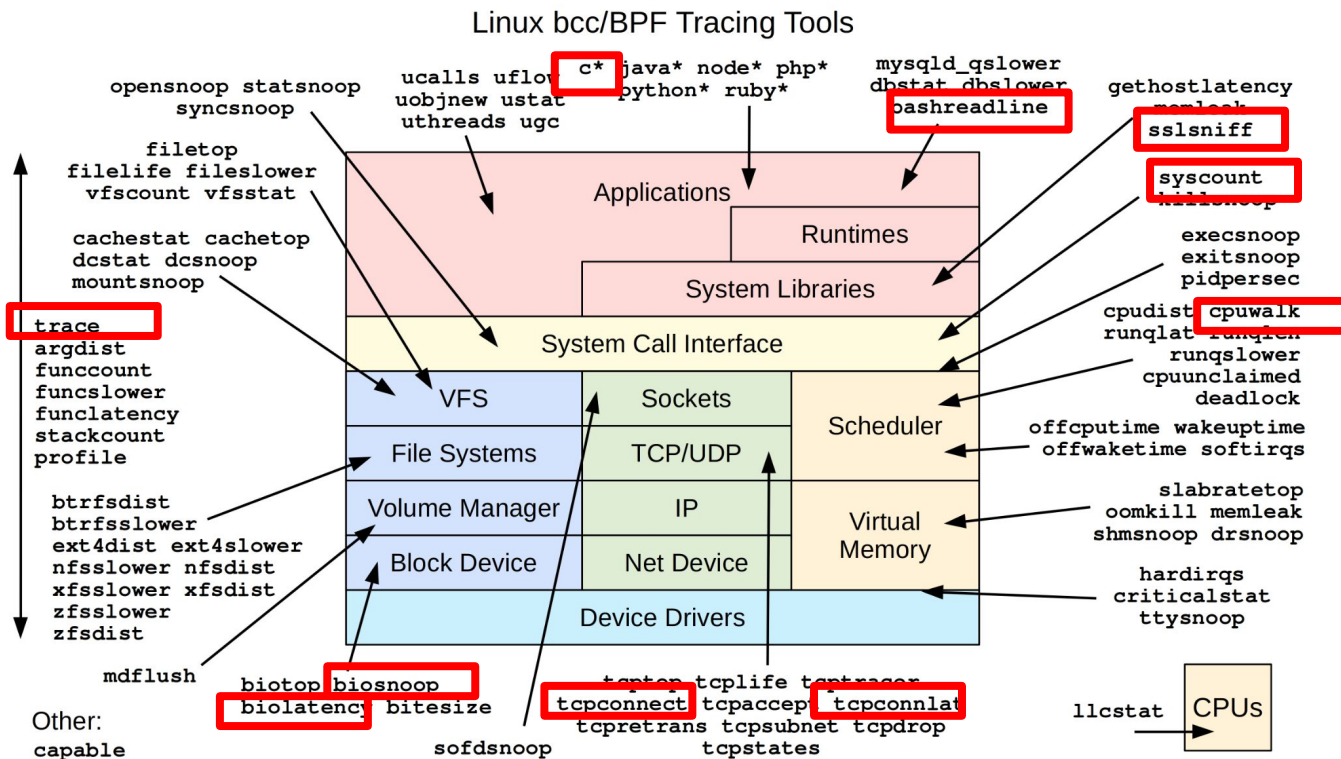 Linux bcc/BPF Tracing Tools
opensnoop statsnoop
syncsnoop
ucalls uflow
uobjnew ustat
uthreads ugc
c* java* node* php*
python* ruby*
mysqld_qslower
dbstat dbslower
bashreadline
gethostlatency
memleak
sslsniff
filetop
filelife fileslower
vfscount vfsstat
syscount
killsnoop
cachestat cachetop
dcstat dcsnoop
mountsnoop
execsnoop
exitsnoop
pidpersec
trace
argdist
funccount
funcslower
funclatency
stackcount
profile
cpudist cpuwalk
runqlat runqlen
runqslower
cpuunclaimed
deadlock
offcputime wakeuptime
offwaketime softirqs
btrfsdist
btrfsslower
ext4dist ext4slower
nfsslower nfsdist
xfsslower xfsdist
zfsslower
zfsdist
slabratetop
oomkill memleak
shmsnoop drsnoop
hardirqs
criticalstat
ttysnoop
Applications
Runtimes
System Libraries
System Call Interface
VFS
Sockets
Scheduler
File Systems
TCP/UDP
Volume Manager
IP
Virtual
Memory
Block Device
Net Device
Device Drivers
mdflush
biotop biosnoop
biolatency bitesize
sofdsnoop
tcptop tcplife tcptracer
tcpconnect tcpaccept tcpconnlat
tcpretrans tcpsubnet tcpdrop
tcpstates
llcstat
CPUs
Other:
capable